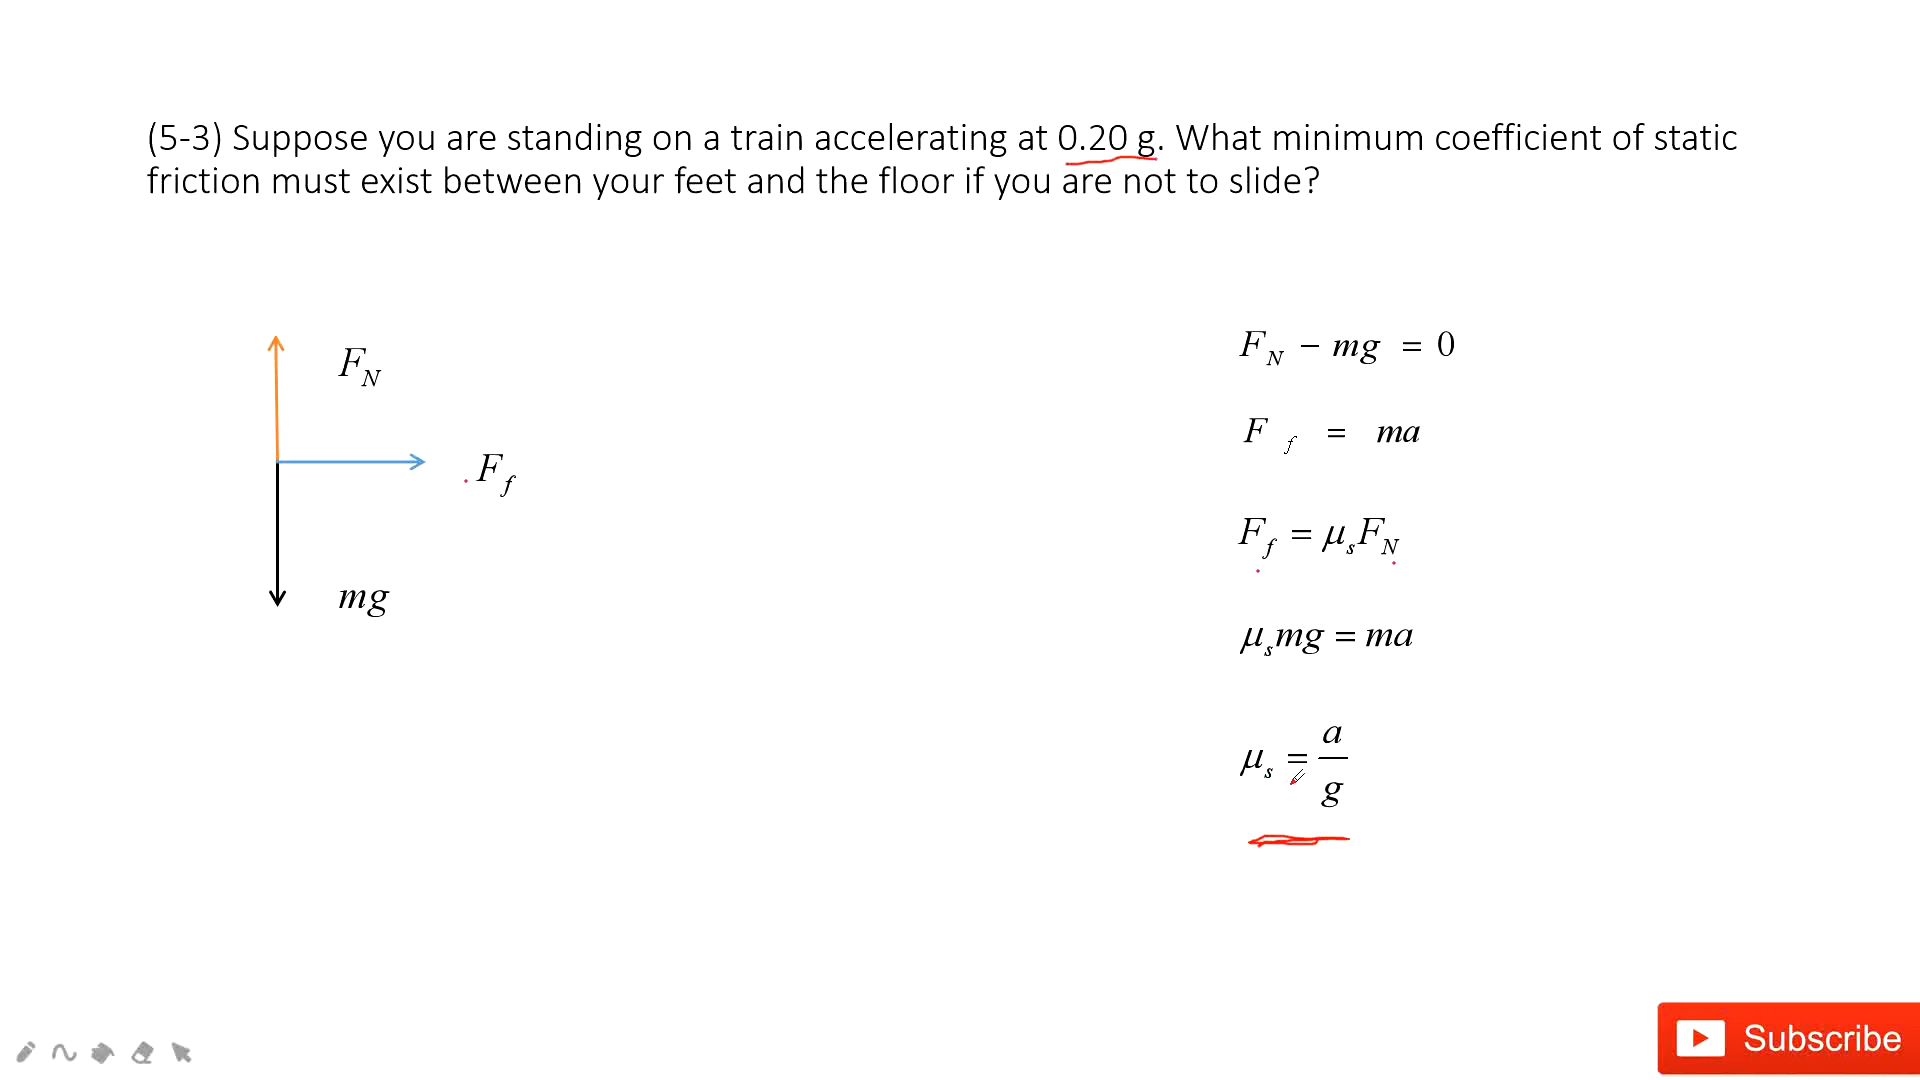 (5-3) Suppose you are standing on a train accelerating at 0.20 g. What minimum coefficient of static
friction must exist between your feet and the floor if you are not to slide?
F_N
F_f
mg
F_N − mg = 0
F_f = ma
F_f = μ_s F_N
μ_s mg = ma
μ_s = a/g
Subscribe